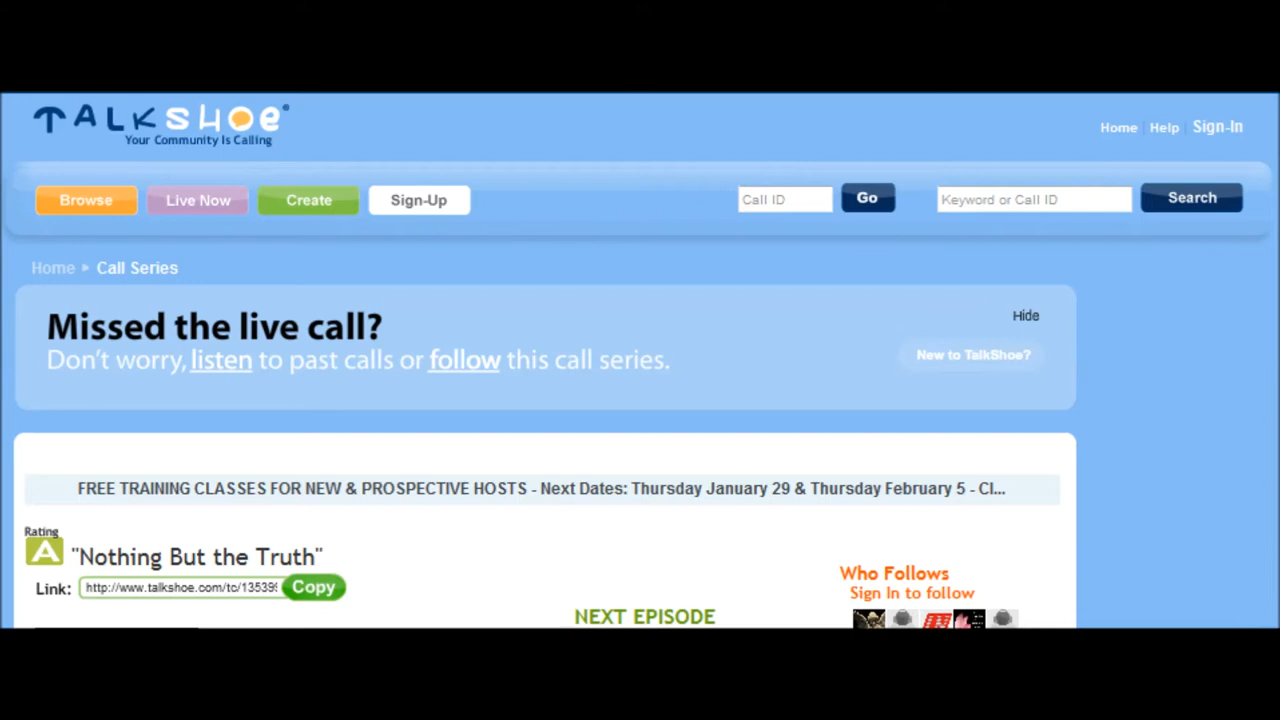 TALKSHOE®
Your Community Is Calling
Home Help Sign-In
Browse Live Now Create Sign-Up Call ID Go Keyword or Call ID Search
Home Call Series
Missed the live call?
Hide
Don't worry, listen to past calls or follow this call series.
New to TalkShoe?
FREE TRAINING CLASSES FOR NEW & PROSPECTIVE HOSTS - Next Dates: Thursday January 29 & Thursday February 5 - Cl...
Rating
A "Nothing But the Truth"
Who Follows
Link: http://www.talkshoe.com/tc/13539 Copy
Sign In to follow
NEXT EPISODE